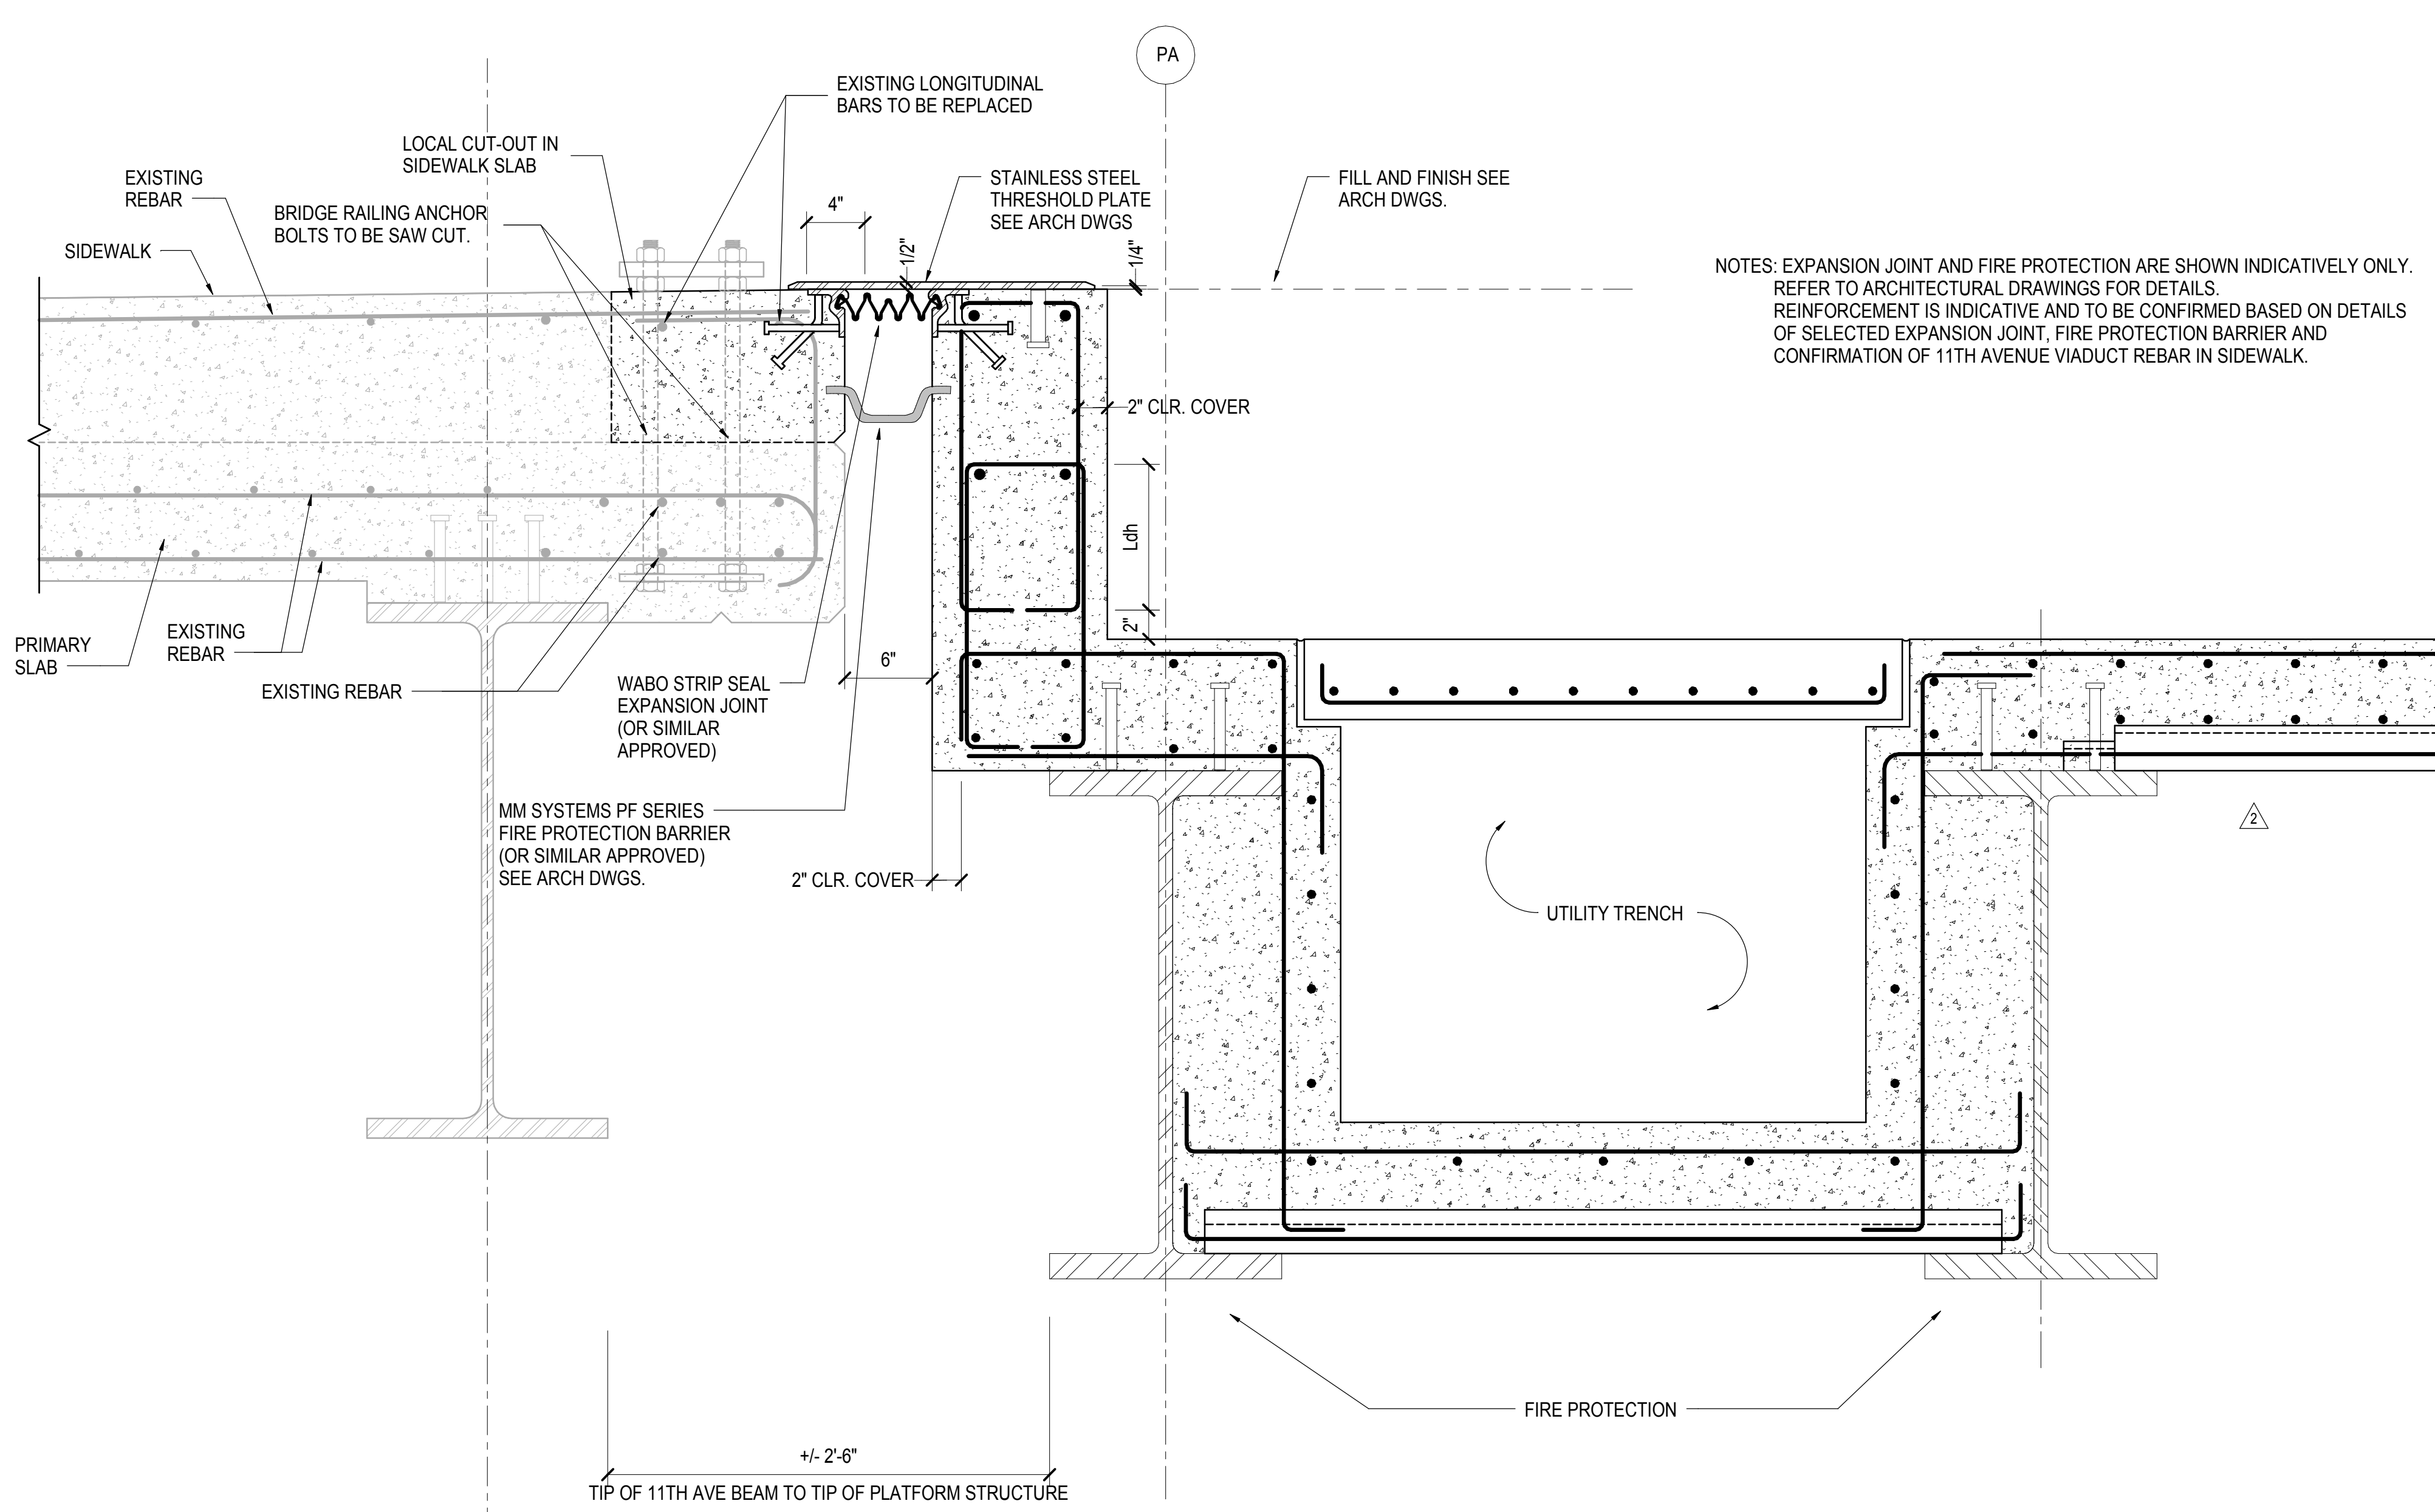 PA
EXISTING LONGITUDINAL
BARS TO BE REPLACED
LOCAL CUT-OUT IN
SIDEWALK SLAB
EXISTING
REBAR
BRIDGE RAILING ANCHOR
BOLTS TO BE SAW CUT.
SIDEWALK
4"
1/2"
STAINLESS STEEL
THRESHOLD PLATE
SEE ARCH DWGS
1/4"
FILL AND FINISH SEE
ARCH DWGS.
NOTES: EXPANSION JOINT AND FIRE PROTECTION ARE SHOWN INDICATIVELY ONLY.
REFER TO ARCHITECTURAL DRAWINGS FOR DETAILS.
REINFORCEMENT IS INDICATIVE AND TO BE CONFIRMED BASED ON DETAILS
OF SELECTED EXPANSION JOINT, FIRE PROTECTION BARRIER AND
CONFIRMATION OF 11TH AVENUE VIADUCT REBAR IN SIDEWALK.
2" CLR. COVER
Ldh
2"
PRIMARY
SLAB
EXISTING
REBAR
EXISTING REBAR
6"
WABO STRIP SEAL
EXPANSION JOINT
(OR SIMILAR
APPROVED)
MM SYSTEMS PF SERIES
FIRE PROTECTION BARRIER
(OR SIMILAR APPROVED)
SEE ARCH DWGS.
2" CLR. COVER
2
UTILITY TRENCH
FIRE PROTECTION
+/- 2'-6"
TIP OF 11TH AVE BEAM TO TIP OF PLATFORM STRUCTURE